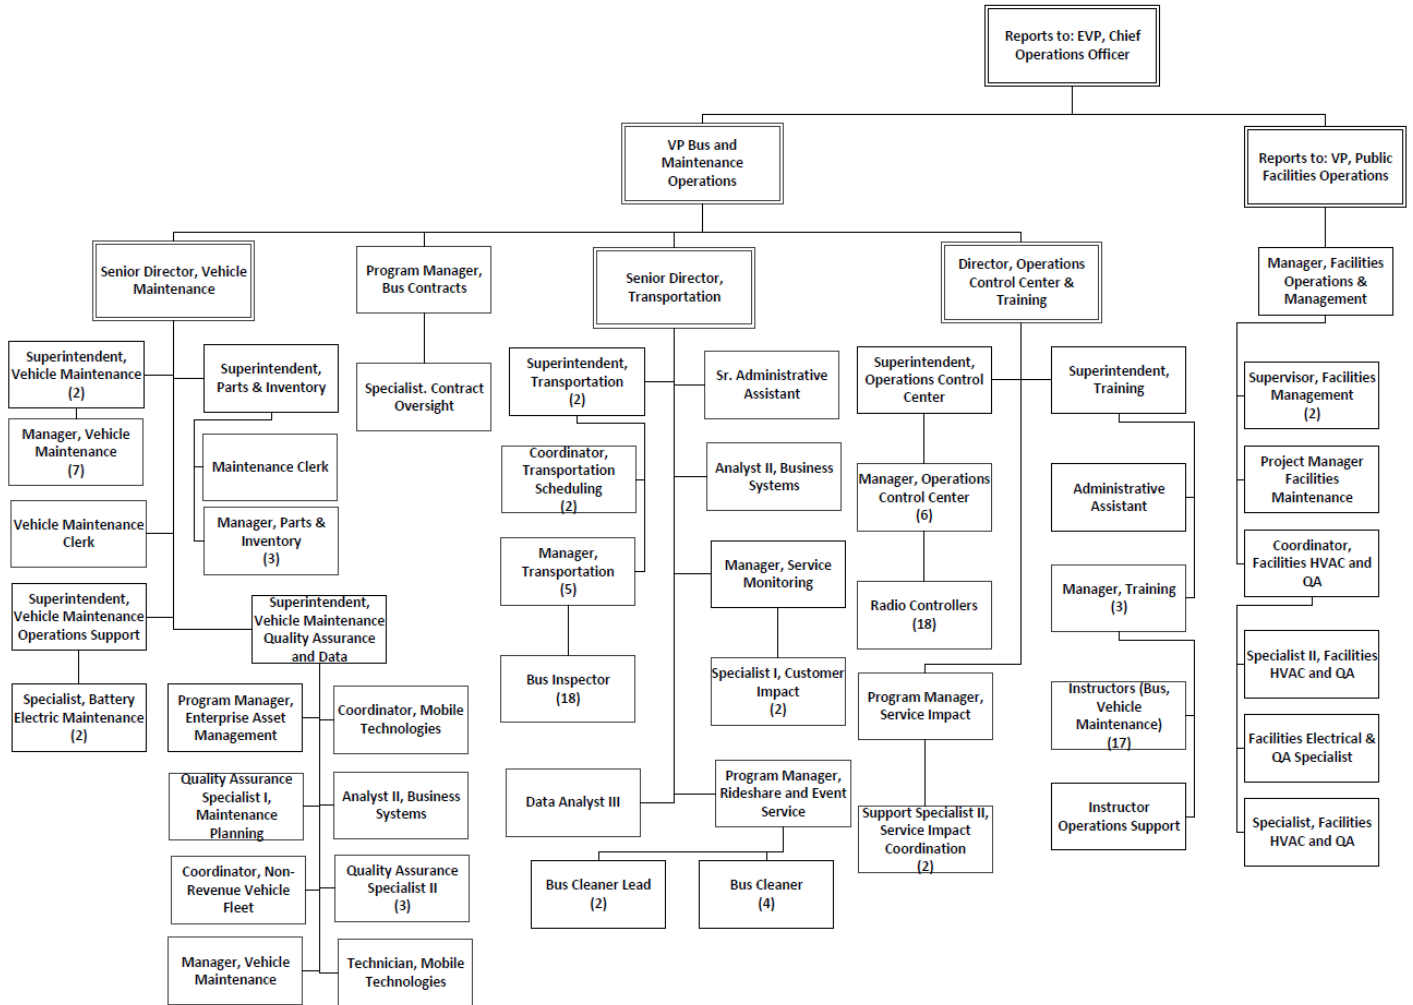 Reports to: EVP, Chief
Operations Officer
VP Bus and
Maintenance
Operations
Reports to: VP, Public
Facilities Operations
Senior Director, Vehicle
Maintenance
Program Manager,
Bus Contracts
Senior Director,
Transportation
Director, Operations
Control Center &
Training
Manager, Facilities
Operations &
Management
Superintendent,
Vehicle Maintenance
(2)
Manager, Vehicle
Maintenance
(7)
Vehicle Maintenance
Clerk
Superintendent,
Vehicle Maintenance
Operations Support
Specialist, Battery
Electric Maintenance
(2)
Superintendent,
Parts & Inventory
Maintenance Clerk
Manager, Parts &
Inventory
(3)
Superintendent,
Vehicle Maintenance
Quality Assurance
and Data
Program Manager,
Enterprise Asset
Management
Coordinator, Mobile
Technologies
Quality Assurance
Specialist I,
Maintenance
Planning
Analyst II, Business
Systems
Coordinator, Non-
Revenue Vehicle
Fleet
Quality Assurance
Specialist II
(3)
Manager, Vehicle
Maintenance
Technician, Mobile
Technologies
Specialist. Contract
Oversight
Superintendent,
Transportation
(2)
Coordinator,
Transportation
Scheduling
(2)
Manager,
Transportation
(5)
Bus Inspector
(18)
Data Analyst III
Sr. Administrative
Assistant
Analyst II, Business
Systems
Manager, Service
Monitoring
Specialist I, Customer
Impact
(2)
Program Manager,
Rideshare and Event
Service
Bus Cleaner Lead
(2)
Bus Cleaner
(4)
Superintendent,
Operations Control
Center
Manager, Operations
Control Center
(6)
Radio Controllers
(18)
Program Manager,
Service Impact
Support Specialist II,
Service Impact
Coordination
(2)
Superintendent,
Training
Administrative
Assistant
Manager, Training
(3)
Instructors (Bus,
Vehicle
Maintenance)
(17)
Instructor
Operations Support
Supervisor, Facilities
Management
(2)
Project Manager
Facilities
Maintenance
Coordinator,
Facilities HVAC and
QA
Specialist II, Facilities
HVAC and QA
Facilities Electrical &
QA Specialist
Specialist, Facilities
HVAC and QA